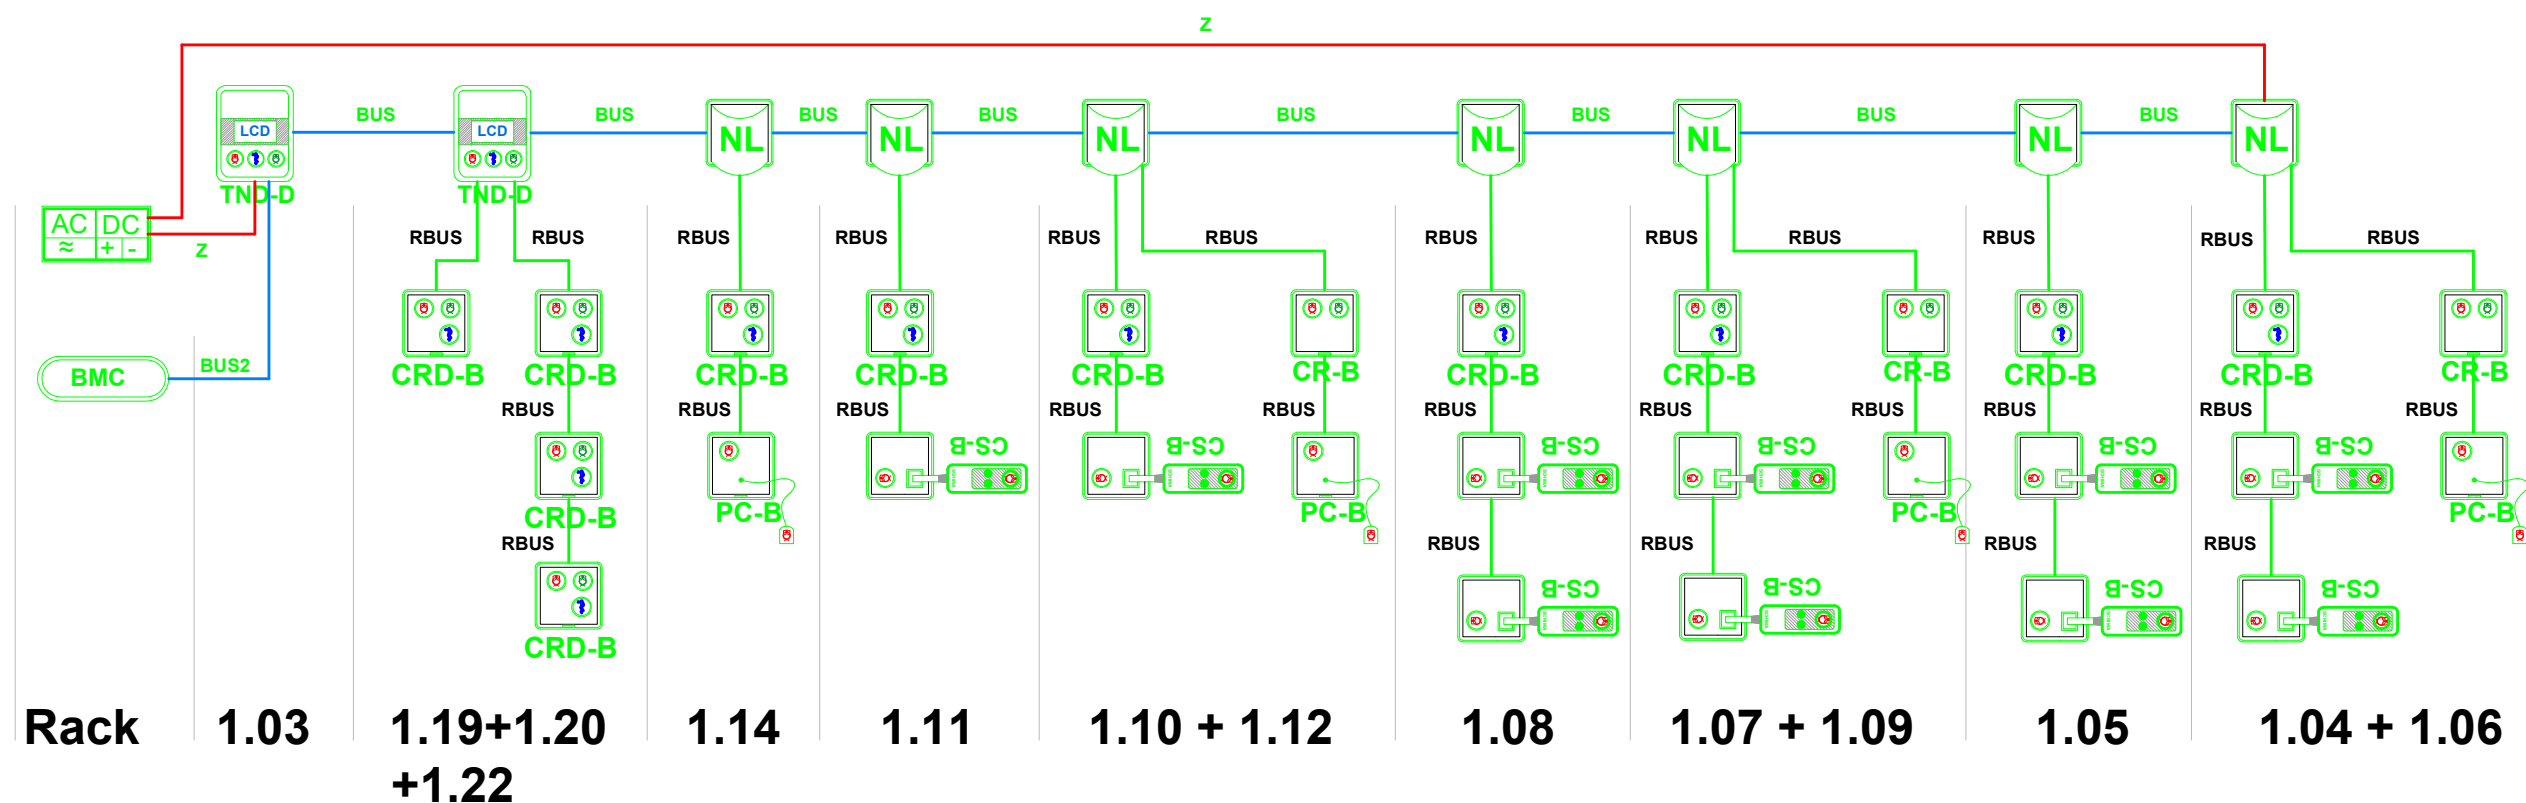 Z
BUS BUS BUS BUS BUS BUS BUS BUS
LCD LCD NL NL NL NL NL NL NL
TND-D TND-D
AC DC
≈ + -
Z
RBUS RBUS RBUS RBUS RBUS RBUS RBUS RBUS RBUS RBUS RBUS RBUS
BMC BUS2
CRD-B CRD-B CRD-B CRD-B CRD-B CR-B CRD-B CRD-B CR-B CRD-B CRD-B CR-B
RBUS RBUS RBUS RBUS RBUS RBUS RBUS RBUS RBUS RBUS RBUS
CS-B CS-B CS-B CS-B CS-B CS-B
CRD-B PC-B PC-B PC-B PC-B
RBUS RBUS RBUS RBUS RBUS
CS-B CS-B CS-B CS-B
CRD-B
Rack 1.03 1.19+1.20 1.14 1.11 1.10 + 1.12 1.08 1.07 + 1.09 1.05 1.04 + 1.06
+1.22